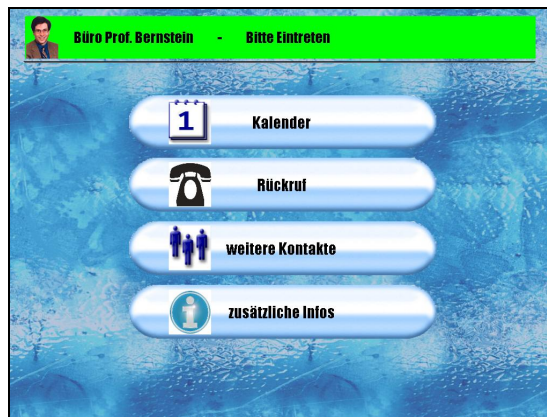 Büro Prof. Bernstein - Bitte Eintreten
1
Kalender
Rückruf
weitere Kontakte
zusätzliche Infos